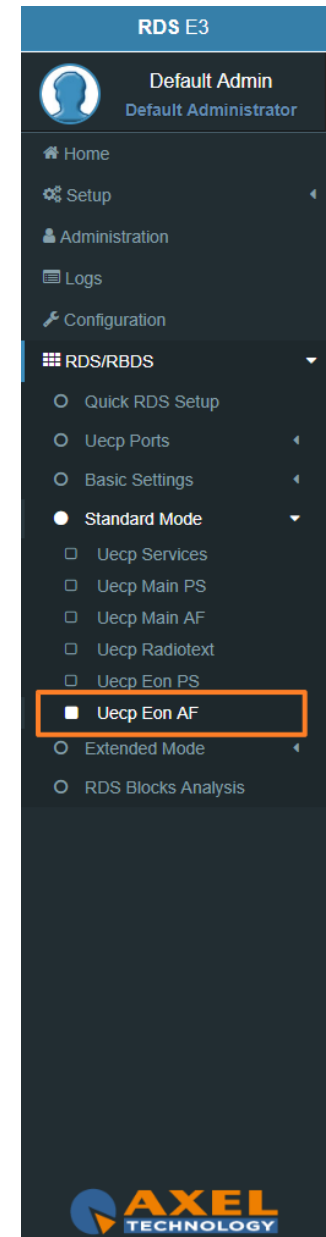 RDS E3
Default Admin
Default Administrator
Home
Setup
Administration
Logs
Configuration
RDS/RBDS
Quick RDS Setup
Uecp Ports
Basic Settings
Standard Mode
Uecp Services
Uecp Main PS
Uecp Main AF
Uecp Radiotext
Uecp Eon PS
Uecp Eon AF
Extended Mode
RDS Blocks Analysis
AXEL
TECHNOLOGY